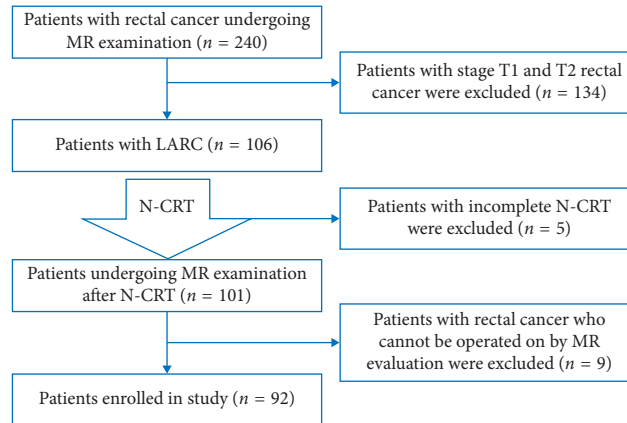 Patients with rectal cancer undergoing
MR examination (n = 240)
Patients with stage T1 and T2 rectal
cancer were excluded (n = 134)
Patients with LARC (n = 106)
N-CRT
Patients with incomplete N-CRT
were excluded (n = 5)
Patients undergoing MR examination
after N-CRT (n = 101)
Patients with rectal cancer who
cannot be operated on by MR
evaluation were excluded (n = 9)
Patients enrolled in study (n = 92)